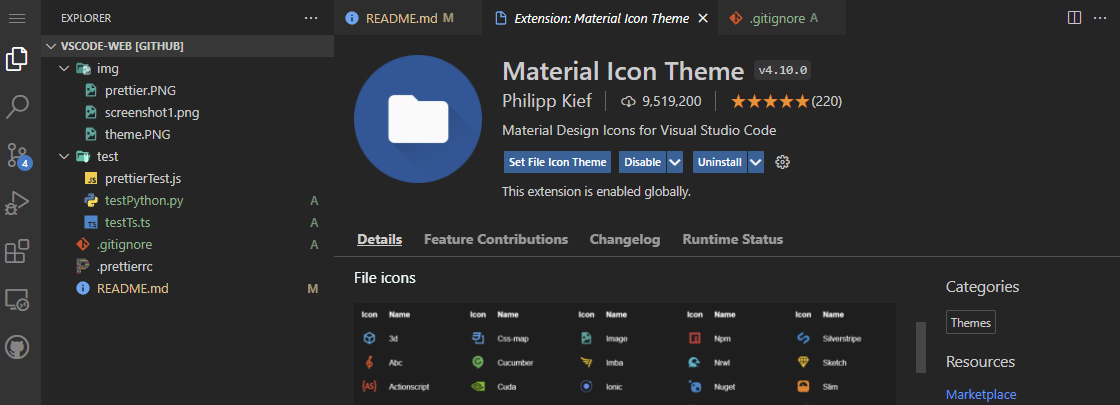 EXPLORER
VSCODE-WEB [GITHUB]
img
prettier.PNG
screenshot1.png
theme.PNG
test
JS prettierTest.js
testPython.py A
TS testTs.ts A
.gitignore A
.prettierrc
README.md M
4
README.md M
Extension: Material Icon Theme
.gitignore A
Material Icon Theme v4.10.0
Philipp Kief 9,519,200 (220)
Material Design Icons for Visual Studio Code
Set File Icon Theme Disable Uninstall
This extension is enabled globally.
Details Feature Contributions Changelog Runtime Status
File icons
Icon Name Icon Name Icon Name Icon Name Icon Name
3d Css-map Image Npm Silverstripe
Abc Cucumber Imba Nrwl Sketch
Actionscript Cuda Ionic Nuget Slim
Categories
Themes
Resources
Marketplace